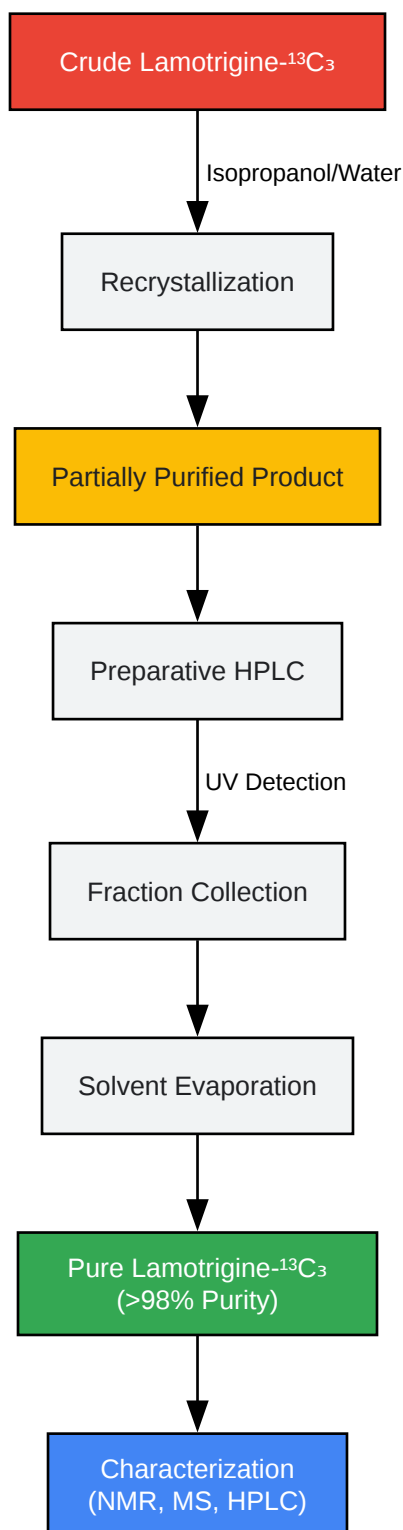 Crude Lamotrigine-¹³C₃
Isopropanol/Water
Recrystallization
Partially Purified Product
Preparative HPLC
UV Detection
Fraction Collection
Solvent Evaporation
Pure Lamotrigine-¹³C₃
(>98% Purity)
Characterization
(NMR, MS, HPLC)